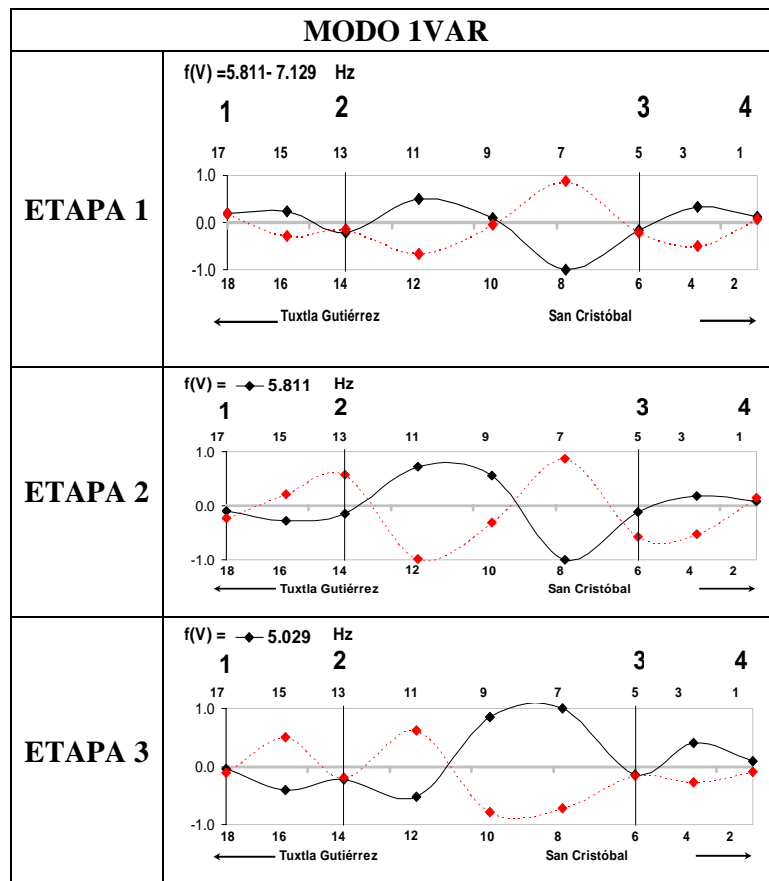 MODO 1VAR
ETAPA 1
f(V) =5.811- 7.129 Hz
1 2 3 4
17 15 13 11 9 7 5 3 1
1.0
0.0
-1.0
18 16 14 12 10 8 6 4 2
Tuxtla Gutiérrez San Cristóbal
ETAPA 2
f(V) = 5.811 Hz
1 2 3 4
17 15 13 11 9 7 5 3 1
1.0
0.0
-1.0
18 16 14 12 10 8 6 4 2
Tuxtla Gutiérrez San Cristóbal
ETAPA 3
f(V) = 5.029 Hz
1 2 3 4
17 15 13 11 9 7 5 3 1
1.0
0.0
-1.0
18 16 14 12 10 8 6 4 2
Tuxtla Gutiérrez San Cristóbal